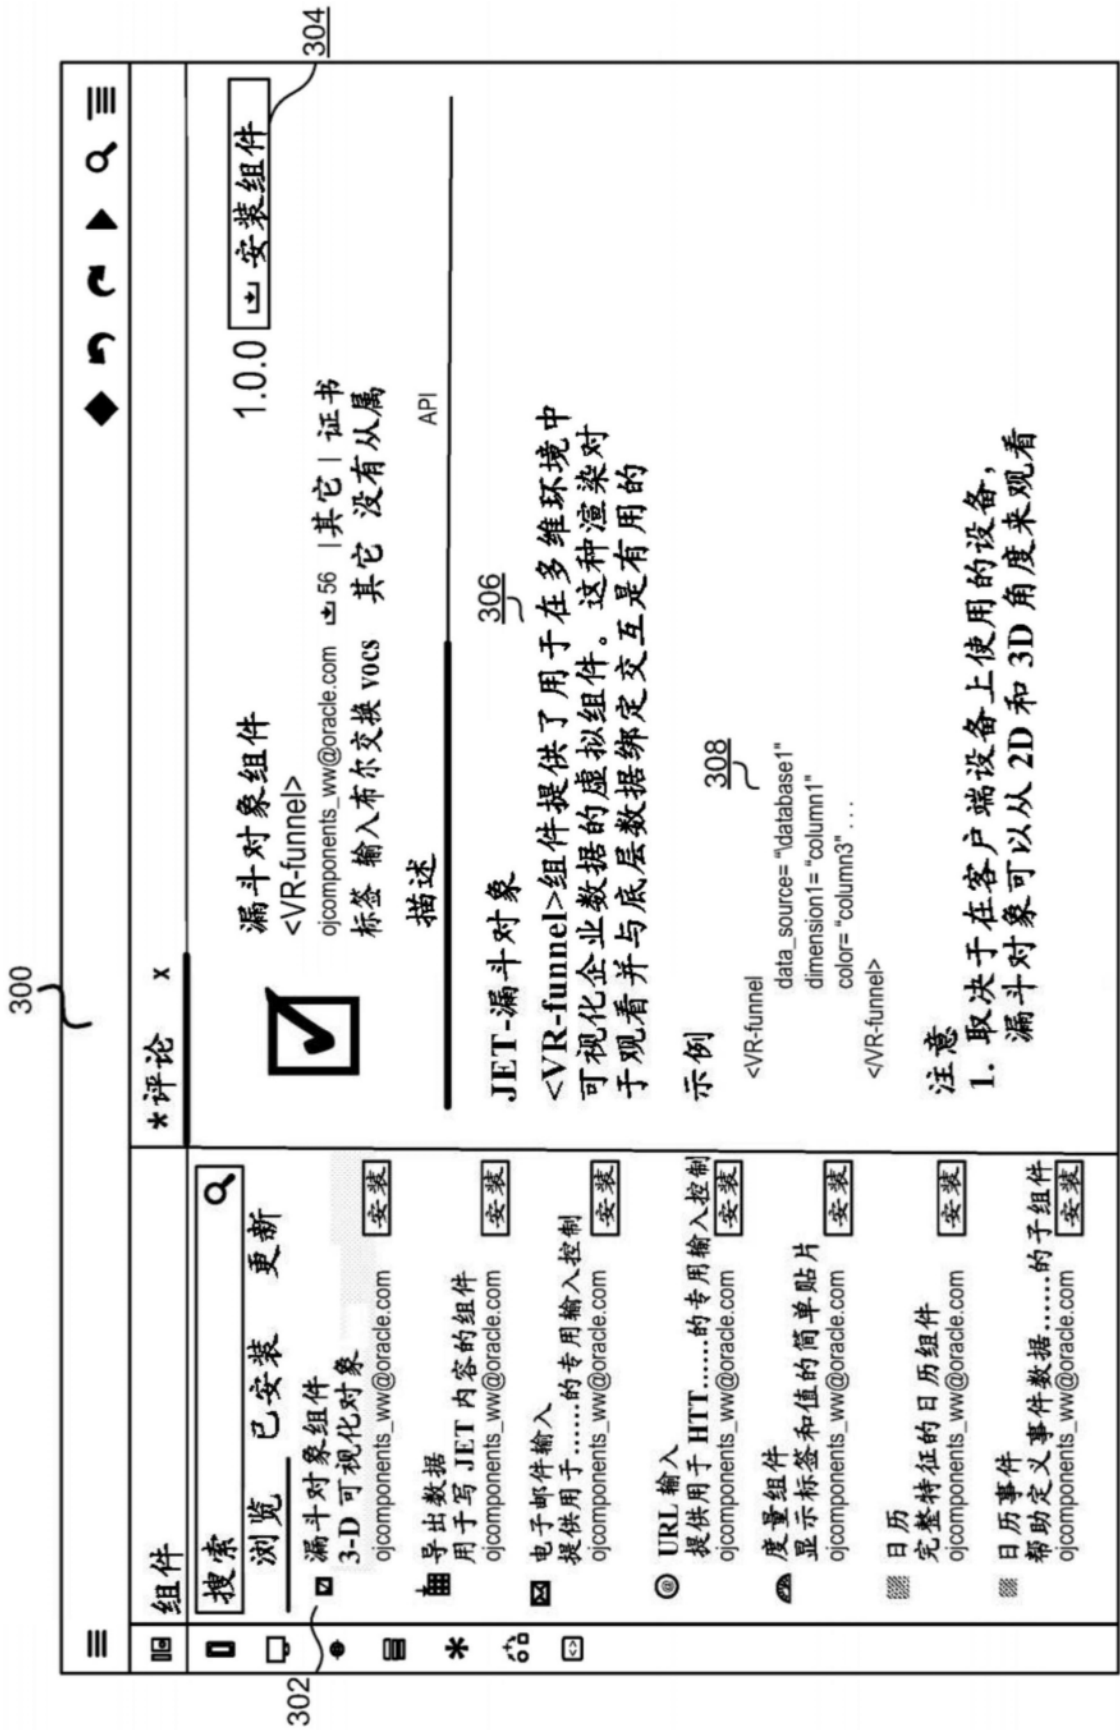 300
组件
*评论 x
搜索
浏览 已安装 更新
302
漏斗对象组件
3-D 可视化对象
ojcomponents_ww@oracle.com 安装
导出数据
用于写 JET 内容的组件
ojcomponents_ww@oracle.com 安装
电子邮件输入
提供用于……的专用输入控制
ojcomponents_ww@oracle.com 安装
@ URL 输入
提供用于 HTT……的专用输入控制
ojcomponents_ww@oracle.com 安装
度量组件
显示标签和值的简单贴片
ojcomponents_ww@oracle.com 安装
日历
完整特征的日历组件
ojcomponents_ww@oracle.com 安装
日历事件
帮助定义事件数据……的子组件
ojcomponents_ww@oracle.com 安装
<>
漏斗对象组件 1.0.0 安装组件
304
<VR-funnel>
ojcomponents_ww@oracle.com 56 |其它|证书
标签 输入布尔交换 vocs 其它 没有从属
描述 API
306
JET-漏斗对象
<VR-funnel>组件提供了用于在多维环境中
可视化企业数据的虚拟组件。这种渲染对
于观看并与底层数据绑定交互是有用的
示例
308
<VR-funnel
data_source= "\database1"
dimension1= "column1"
color= "column3" . . .
</VR-funnel>
注意
1. 取决于在客户端设备上使用的设备，
漏斗对象可以从 2D 和 3D 角度来观看